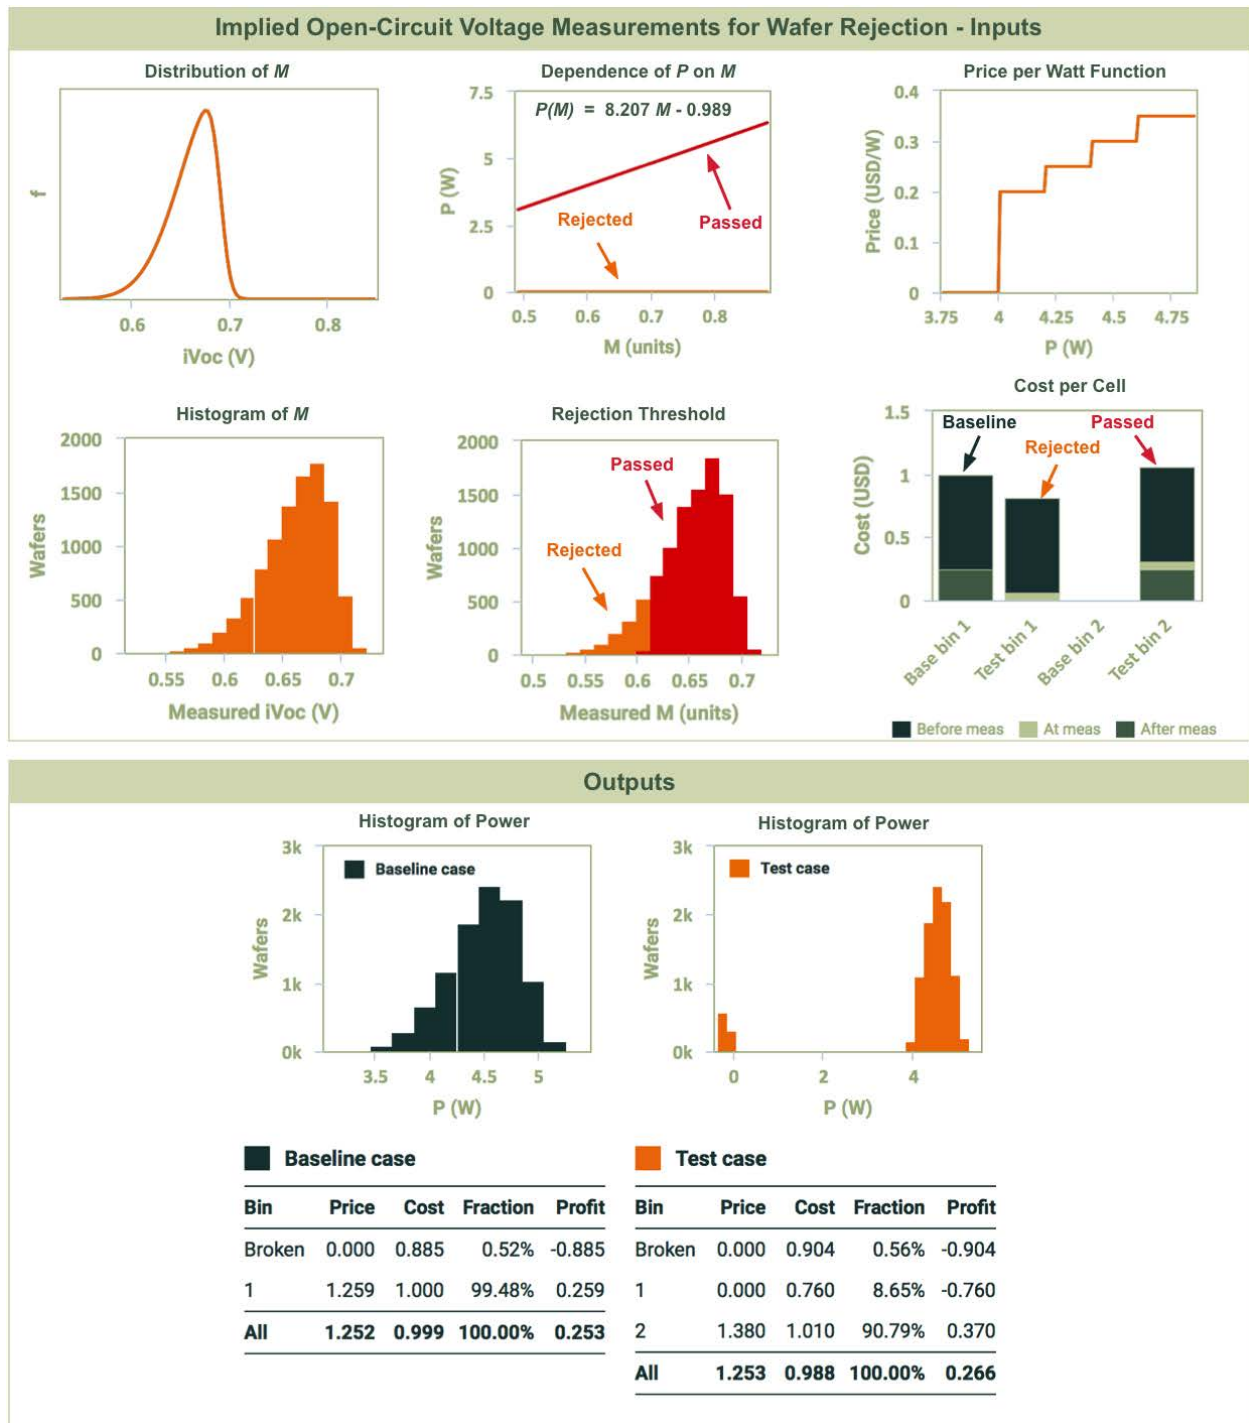 Implied Open-Circuit Voltage Measurements for Wafer Rejection - Inputs
Distribution of M
f
0.6 0.7 0.8
iVoc (V)
Dependence of P on M
P(M) = 8.207 M - 0.989
7.5
5
2.5
0
P (W)
Rejected
Passed
0.5 0.6 0.7 0.8
M (units)
Price per Watt Function
0.4
0.3
0.2
0.1
0
Price (USD/W)
3.75 4 4.25 4.5 4.75
P (W)
Histogram of M
2000
1500
1000
500
0
Wafers
0.55 0.6 0.65 0.7
Measured iVoc (V)
Rejection Threshold
2000
1500
1000
500
0
Wafers
Passed
Rejected
0.5 0.55 0.6 0.65 0.7
Measured M (units)
Cost per Cell
1.5
1
0.5
0
Cost (USD)
Baseline
Rejected
Passed
Base bin 1
Test bin 1
Base bin 2
Test bin 2
Before meas At meas After meas
Outputs
Histogram of Power
3k
2k
1k
0k
Wafers
Baseline case
3.5 4 4.5 5
P (W)
Histogram of Power
3k
2k
1k
0k
Wafers
Test case
0 2 4
P (W)
Baseline case
Bin Price Cost Fraction Profit
Broken 0.000 0.885 0.52% -0.885
1 1.259 1.000 99.48% 0.259
All 1.252 0.999 100.00% 0.253
Test case
Bin Price Cost Fraction Profit
Broken 0.000 0.904 0.56% -0.904
1 0.000 0.760 8.65% -0.760
2 1.380 1.010 90.79% 0.370
All 1.253 0.988 100.00% 0.266